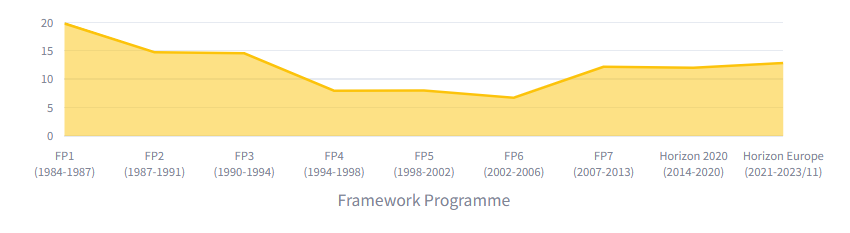 20
15
10
5
0
FP1 FP2 FP3 FP4 FP5 FP6 FP7 Horizon 2020 Horizon Europe
(1984-1987) (1987-1991) (1990-1994) (1994-1998) (1998-2002) (2002-2006) (2007-2013) (2014-2020) (2021-2023/11)
Framework Programme